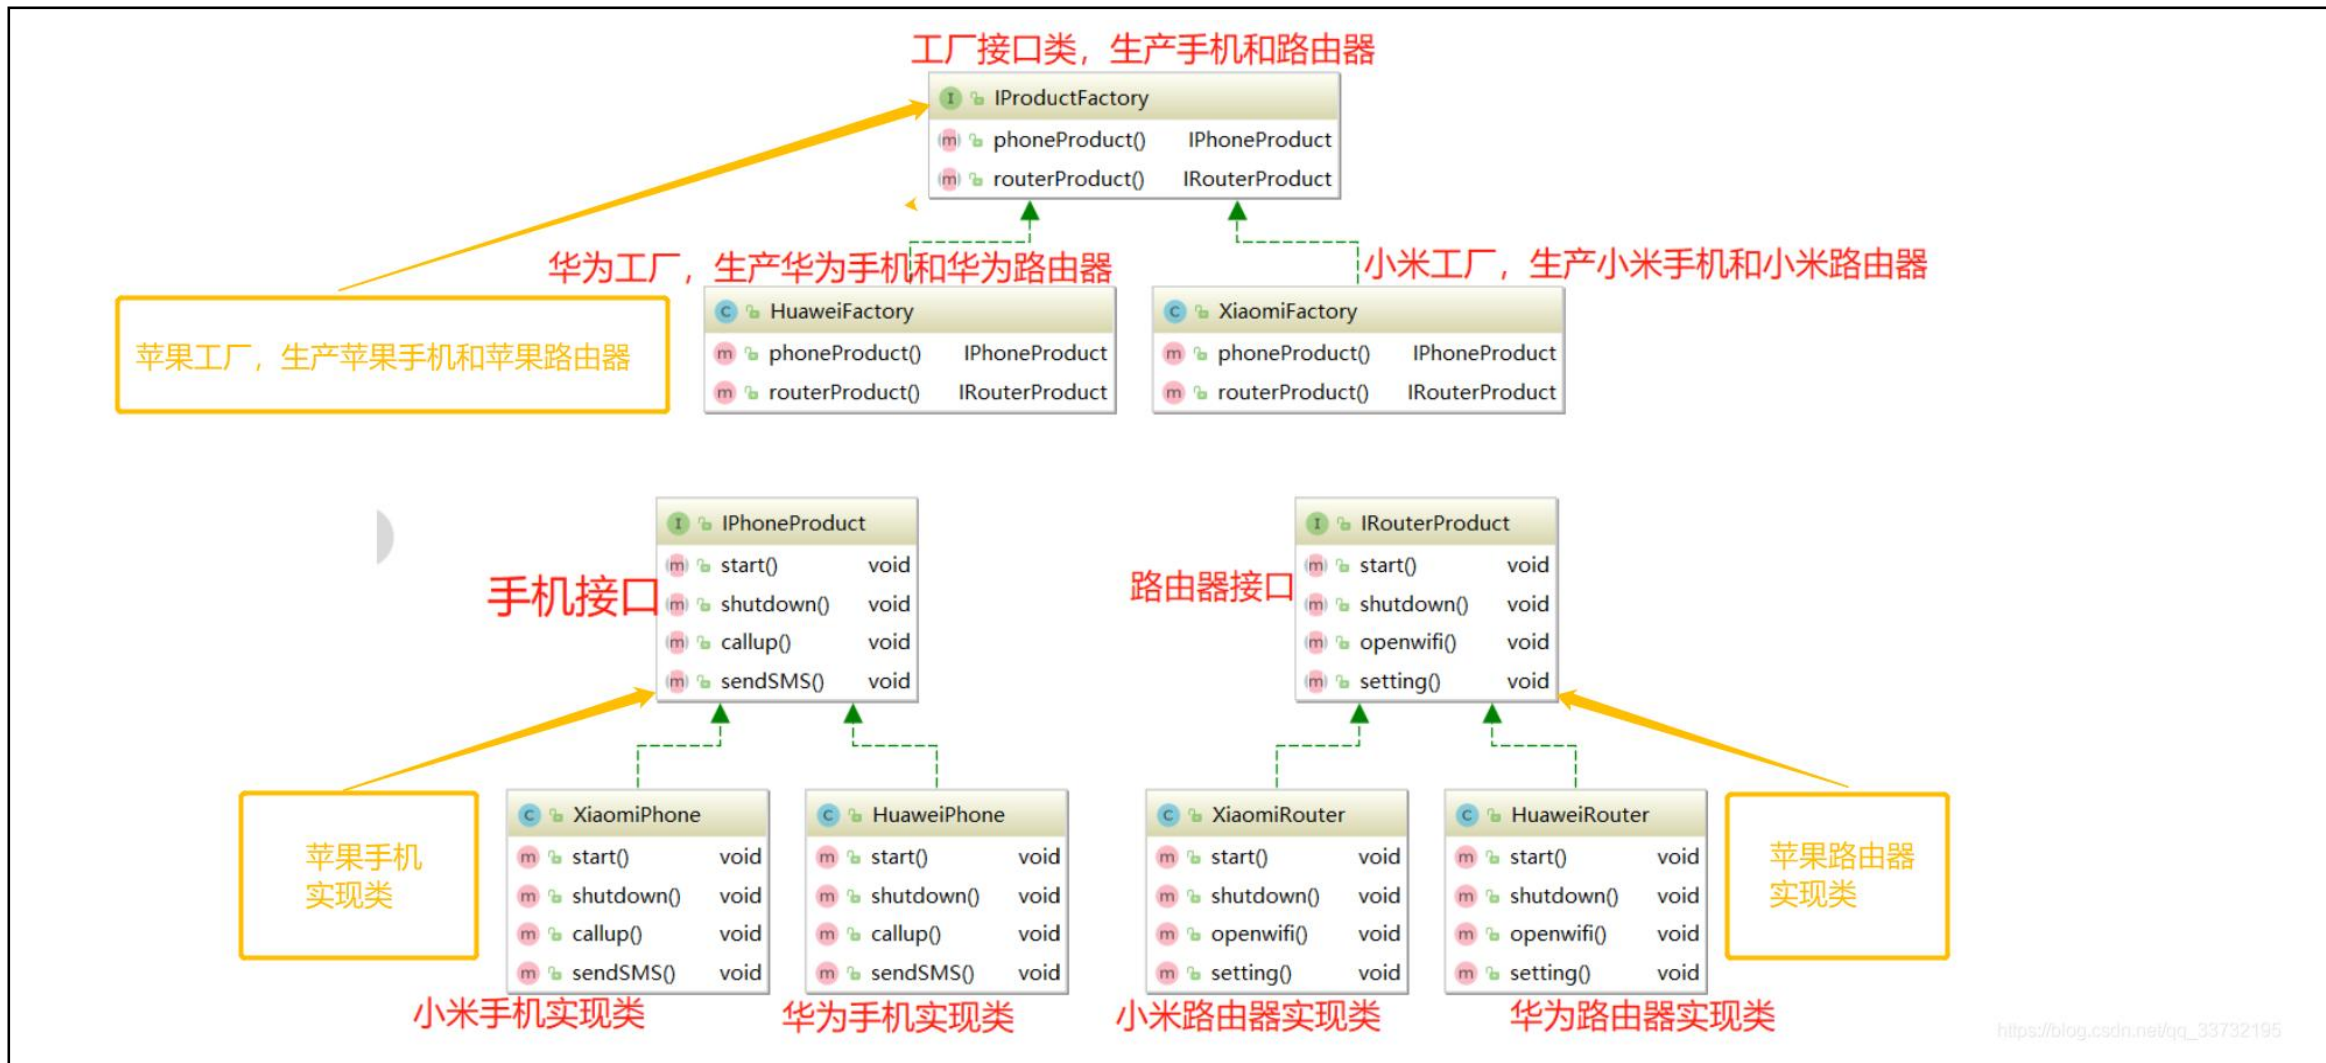 工厂接口类，生产手机和路由器
I IProductFactory
m phoneProduct() IPhoneProduct
m routerProduct() IRouterProduct
华为工厂，生产华为手机和华为路由器
小米工厂，生产小米手机和小米路由器
苹果工厂，生产苹果手机和苹果路由器
C HuaweiFactory
m phoneProduct() IPhoneProduct
m routerProduct() IRouterProduct
C XiaomiFactory
m phoneProduct() IPhoneProduct
m routerProduct() IRouterProduct
手机接口
I IPhoneProduct
m start() void
m shutdown() void
m callup() void
m sendSMS() void
路由器接口
I IRouterProduct
m start() void
m shutdown() void
m openwifi() void
m setting() void
苹果手机
实现类
C XiaomiPhone
m start() void
m shutdown() void
m callup() void
m sendSMS() void
小米手机实现类
C HuaweiPhone
m start() void
m shutdown() void
m callup() void
m sendSMS() void
华为手机实现类
C XiaomiRouter
m start() void
m shutdown() void
m openwifi() void
m setting() void
小米路由器实现类
C HuaweiRouter
m start() void
m shutdown() void
m openwifi() void
m setting() void
华为路由器实现类
苹果路由器
实现类
https://blog.csdn.net/qq_33732195